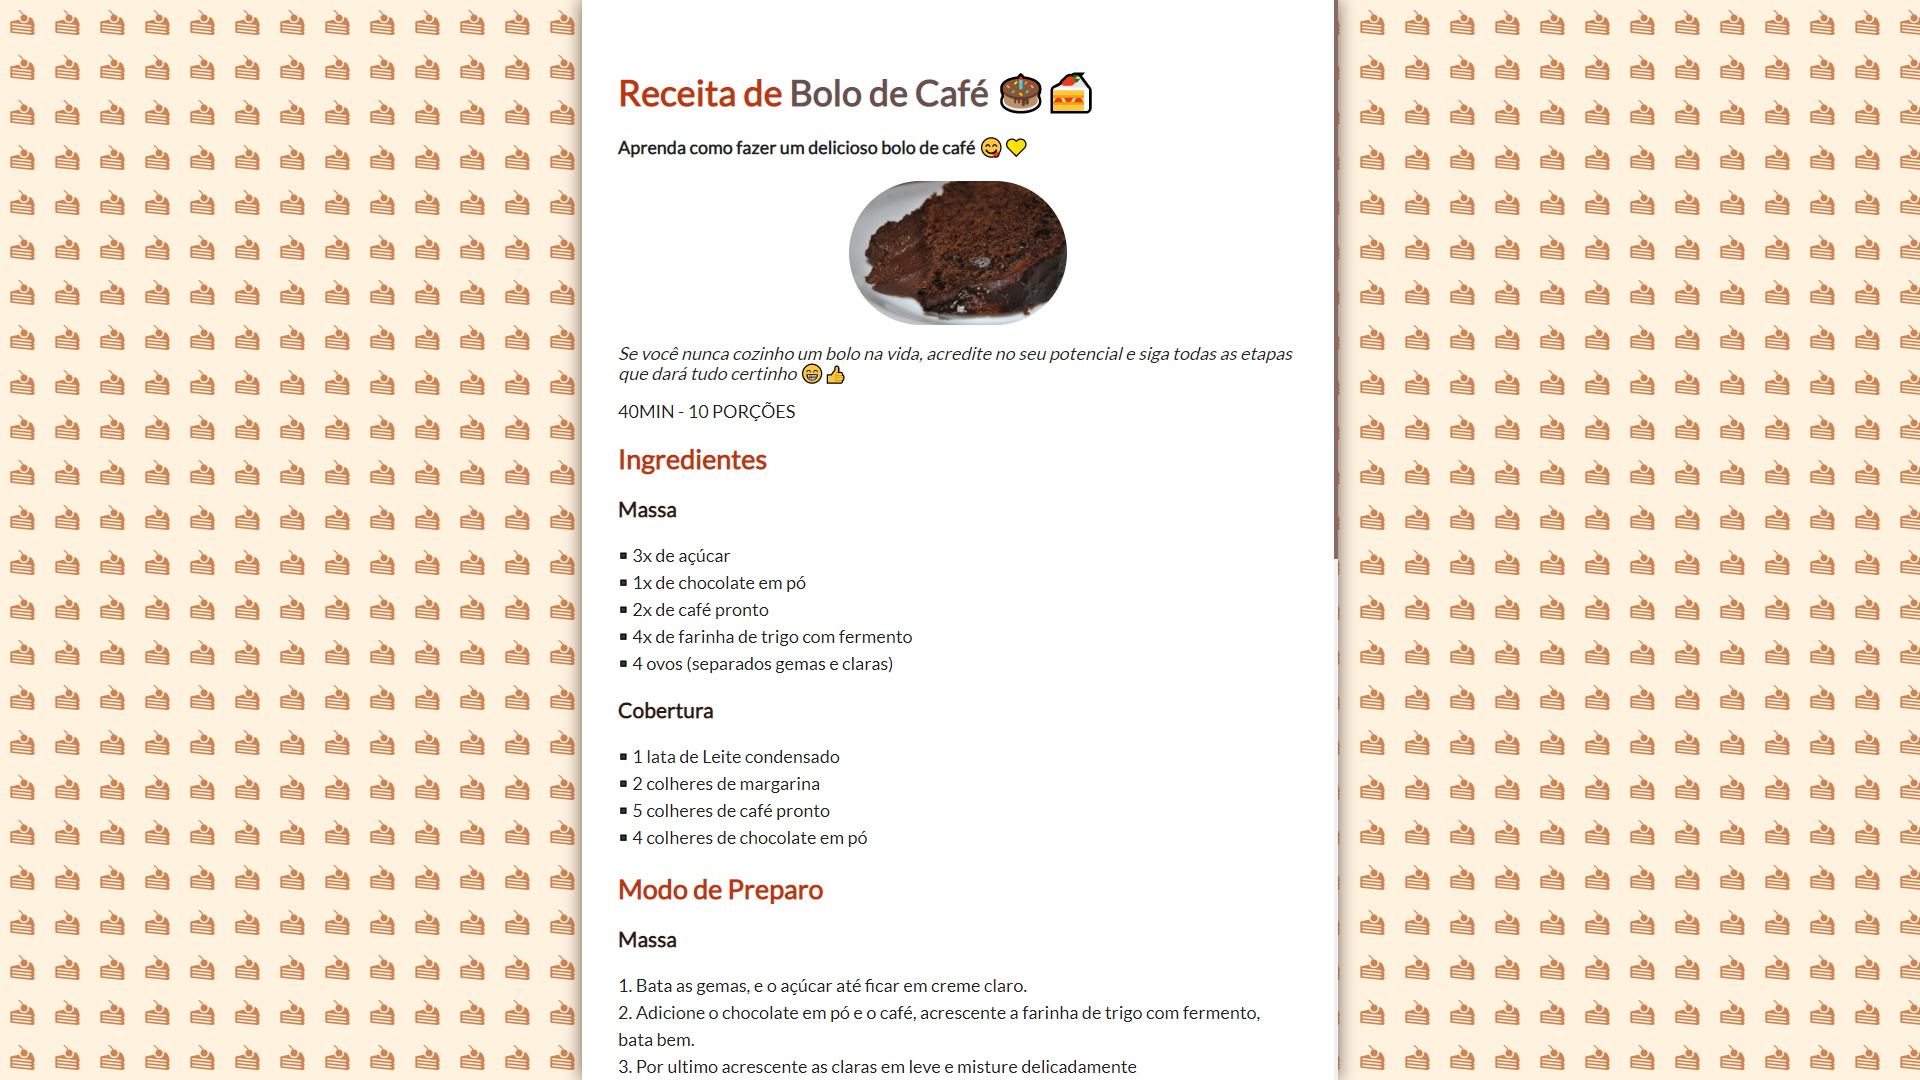 Receita de Bolo de Café 🎂🍰
Aprenda como fazer um delicioso bolo de café 😋💛
Se você nunca cozinho um bolo na vida, acredite no seu potencial e siga todas as etapas
que dará tudo certinho 😁👍
40MIN - 10 PORÇÕES
Ingredientes
Massa
▪ 3x de açúcar
▪ 1x de chocolate em pó
▪ 2x de café pronto
▪ 4x de farinha de trigo com fermento
▪ 4 ovos (separados gemas e claras)
Cobertura
▪ 1 lata de Leite condensado
▪ 2 colheres de margarina
▪ 5 colheres de café pronto
▪ 4 colheres de chocolate em pó
Modo de Preparo
Massa
1. Bata as gemas, e o açúcar até ficar em creme claro.
2. Adicione o chocolate em pó e o café, acrescente a farinha de trigo com fermento,
bata bem.
3. Por ultimo acrescente as claras em leve e misture delicadamente